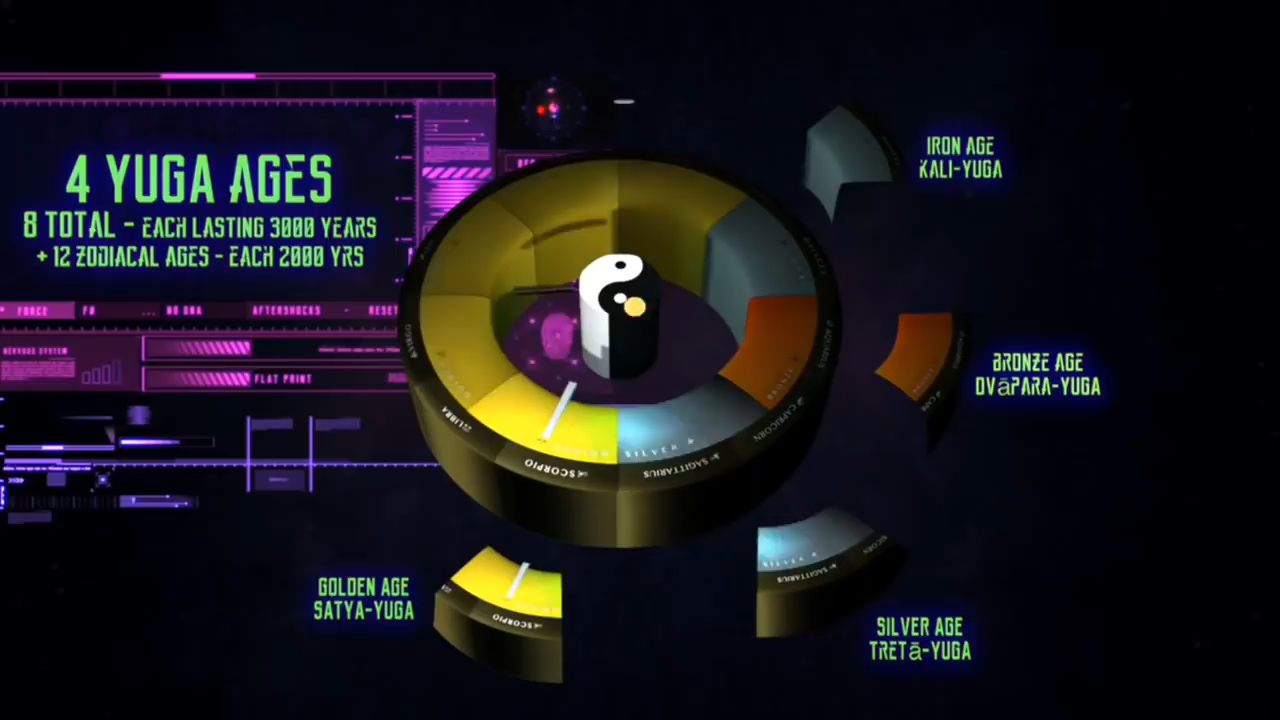 4 YUGA AGES
8 TOTAL - EACH LASTING 3000 YEARS
+ 12 ZODIACAL AGES - EACH 2000 YRS
FORCE
NO DNA
AFTERSHOCKS
NERVOUS SYSTEM
FLAT PRINT
IRON AGE
KALI-YUGA
BRONZE AGE
DVāPARA-YUGA
LIBRA
SCORPIO
SAGITTARIUS
CAPRICORN
AQUARIUS
GOLDEN AGE
SATYA-YUGA
SCORPIO
SAGITTARIUS
SILVER AGE
TRETā-YUGA